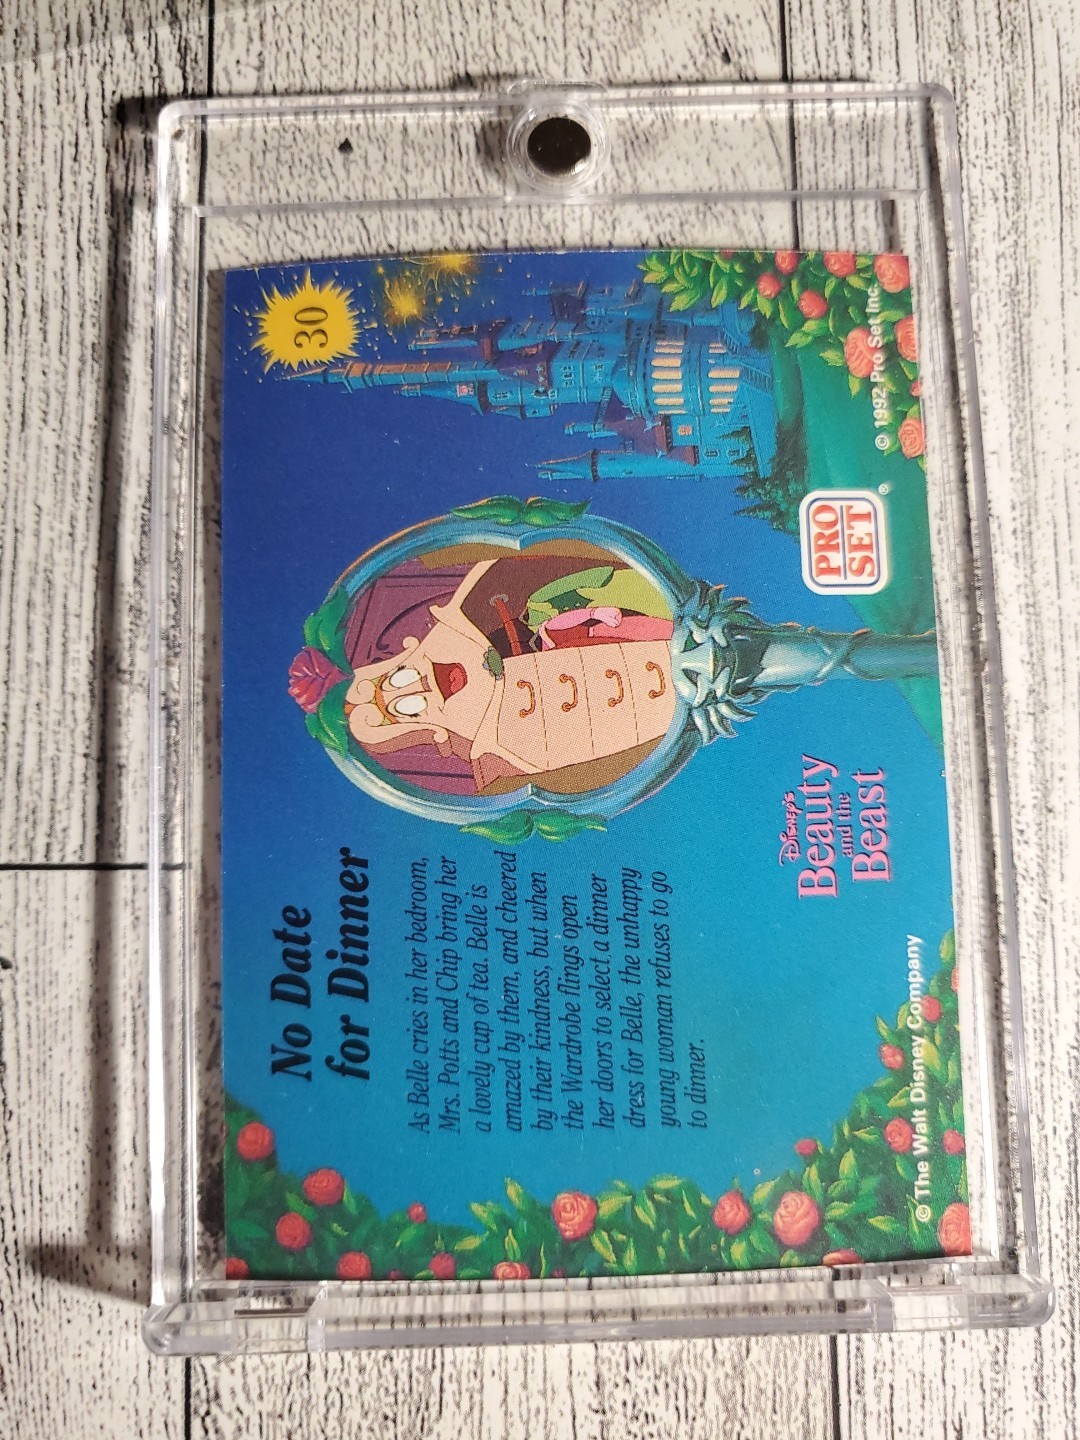 No Date
for Dinner
30
As Belle cries in her bedroom,
Mrs. Potts and Chip bring her
a lovely cup of tea. Belle is
amazed by them, and cheered
by their kindness, but when
the Wardrobe flings open
her doors to select a dinner
dress for Belle, the unhappy
young woman refuses to go
to dinner.
DISNEY'S
Beauty
and the
Beast
PRO
SET®
© The Walt Disney Company
© 1992 Pro Set Inc.